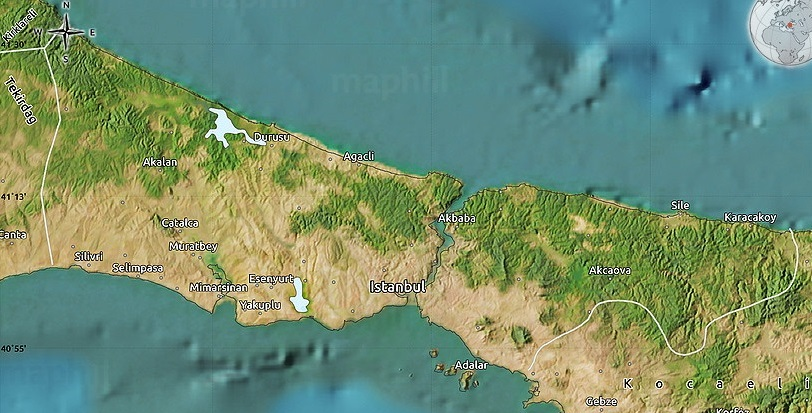 N
W
E
S
Kirklareli
41°30'
maphill
Tekirdag
Durusu
Agacli
Akalan
41°13'
Sile
Karacakoy
Akbaba
Catalca
Canta
Muratbey
Silivri
Selimpasa
Akcaova
Esenyurt
Mimarsinan
Istanbul
Yakuplu
40°55'
Adalar
Kocaeli
Gebze
Korfez